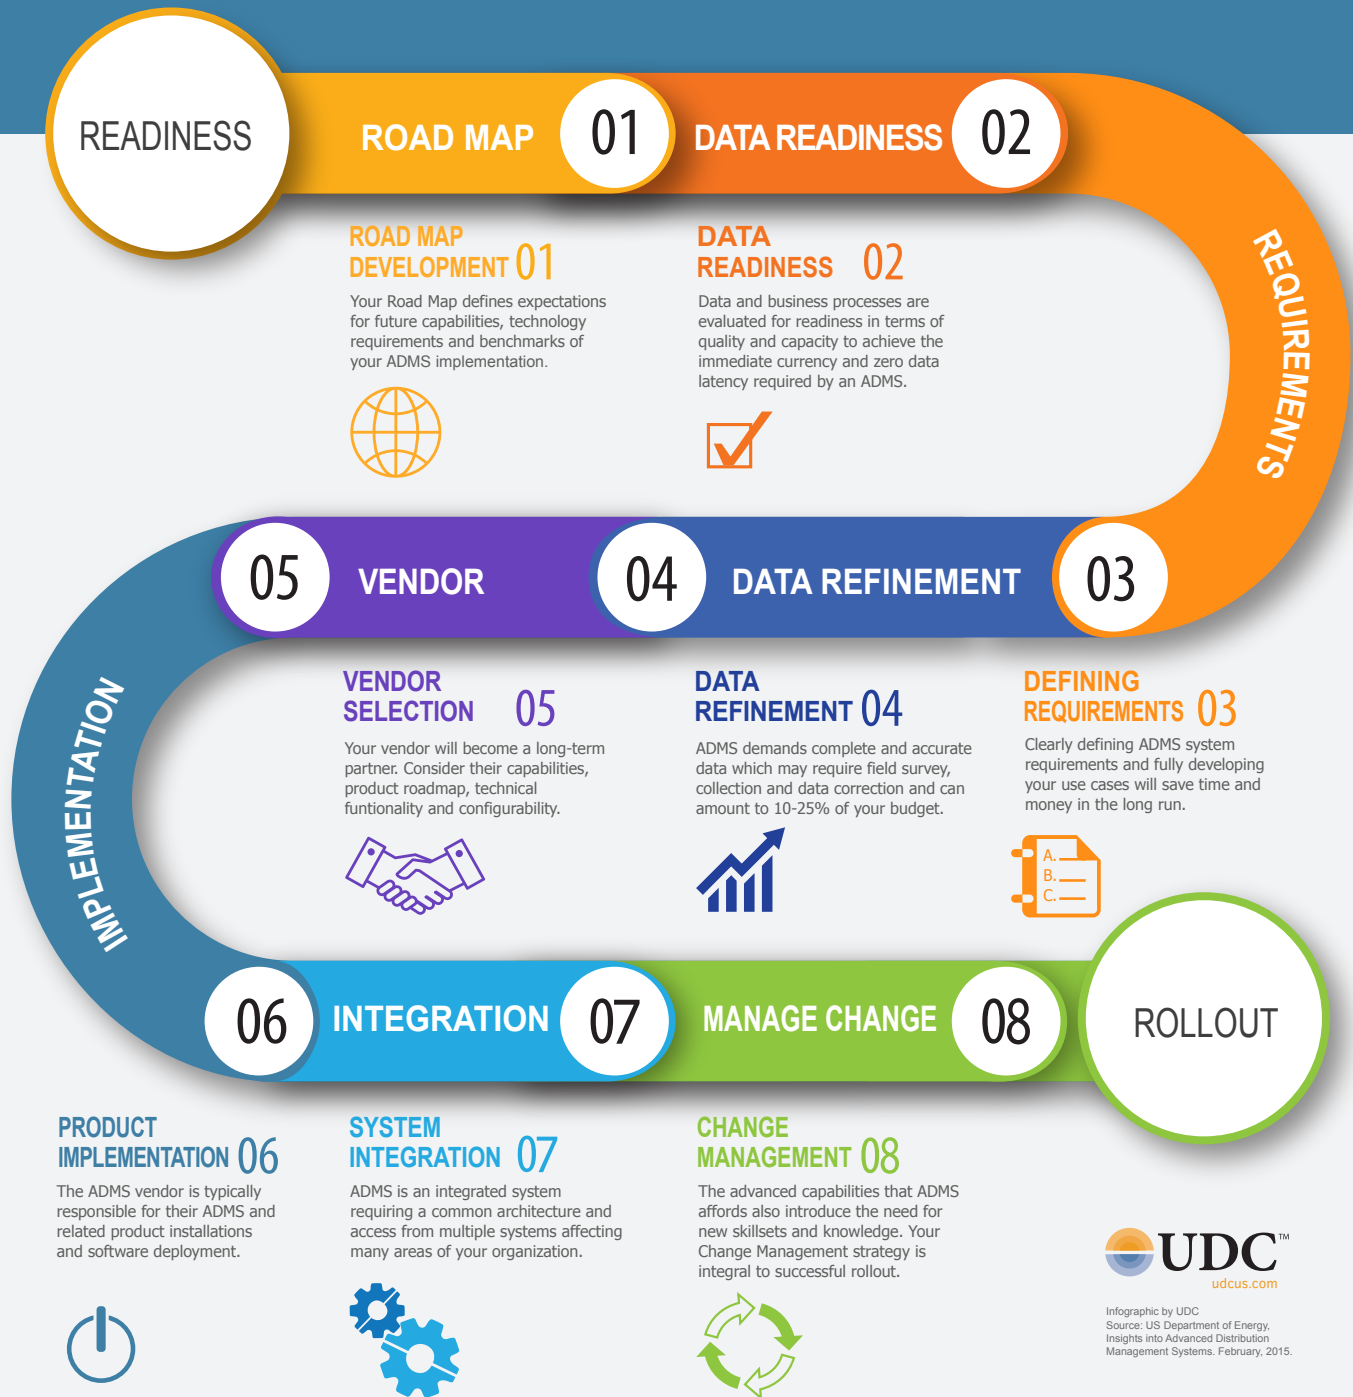 READINESS
ROAD MAP
01
DATA READINESS
02
REQUIREMENTS
ROAD MAP
DEVELOPMENT 01
Your Road Map defines expectations
for future capabilities, technology
requirements and benchmarks of
your ADMS implementation.
DATA
READINESS 02
Data and business processes are
evaluated for readiness in terms of
quality and capacity to achieve the
immediate currency and zero data
latency required by an ADMS.
05
VENDOR
04
DATA REFINEMENT
03
IMPLEMENTATION
VENDOR
SELECTION 05
Your vendor will become a long-term
partner. Consider their capabilities,
product roadmap, technical
funtionality and configurability.
DATA
REFINEMENT 04
ADMS demands complete and accurate
data which may require field survey,
collection and data correction and can
amount to 10-25% of your budget.
DEFINING
REQUIREMENTS 03
Clearly defining ADMS system
requirements and fully developing
your use cases will save time and
money in the long run.
A.
B.
C.
06
INTEGRATION
07
MANAGE CHANGE
08
ROLLOUT
PRODUCT
IMPLEMENTATION 06
The ADMS vendor is typically
responsible for their ADMS and
related product installations
and software deployment.
SYSTEM
INTEGRATION 07
ADMS is an integrated system
requiring a common architecture and
access from multiple systems affecting
many areas of your organization.
CHANGE
MANAGEMENT 08
The advanced capabilities that ADMS
affords also introduce the need for
new skillsets and knowledge. Your
Change Management strategy is
integral to successful rollout.
UDC™
udcus.com
Infographic by UDC
Source: US Department of Energy,
Insights into Advanced Distribution
Management Systems. February, 2015.